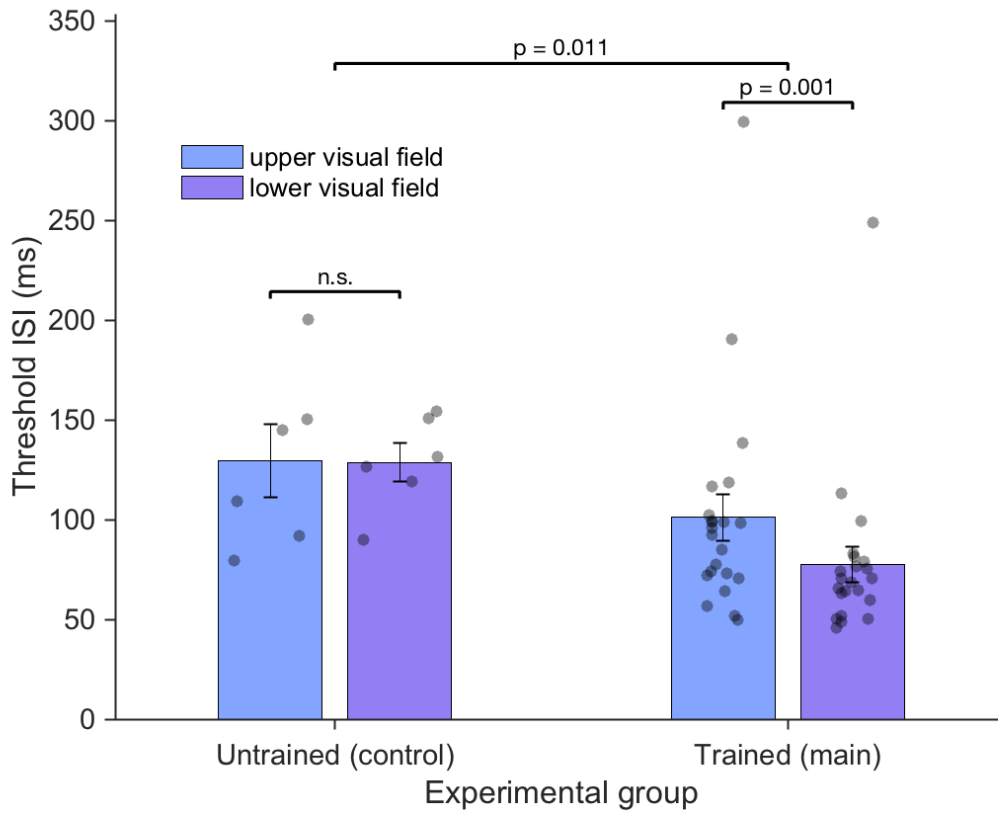 350
p = 0.011
p = 0.001
300
upper visual field
lower visual field
250
n.s.
200
150
100
50
0
Threshold ISI (ms)
Untrained (control)
Trained (main)
Experimental group